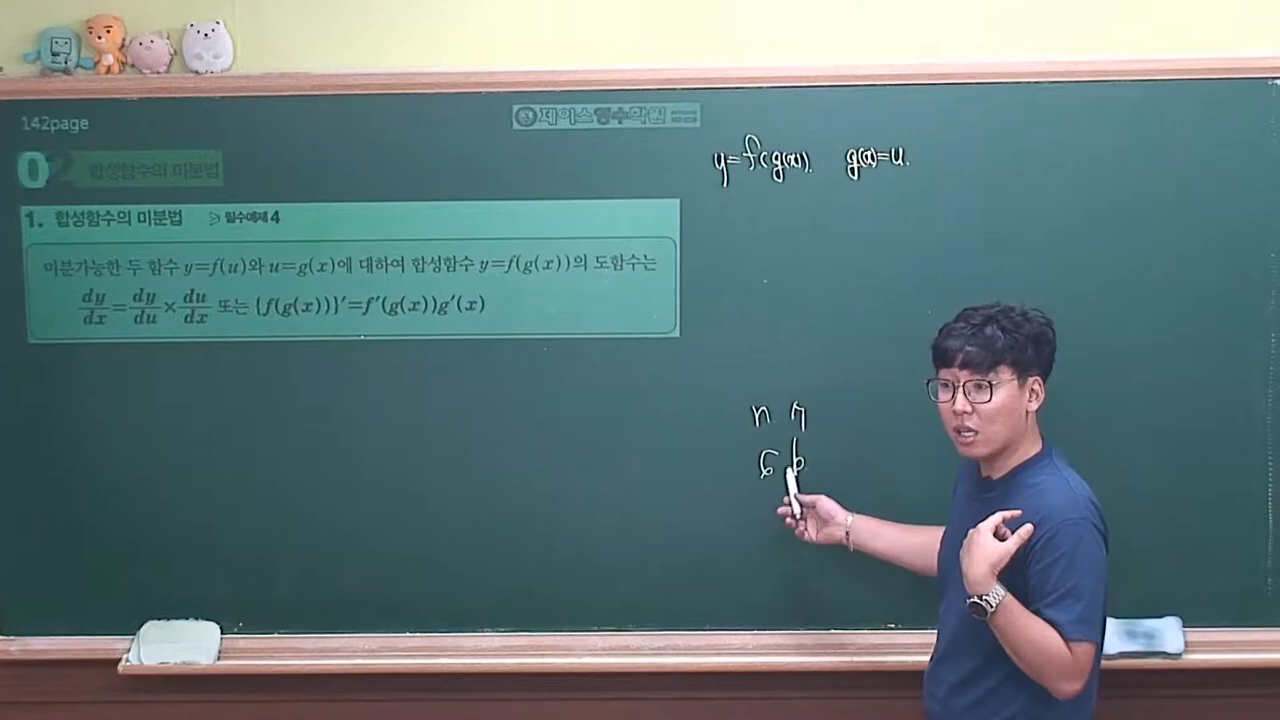 142page
제이스영수학원
02 합성함수의 미분법
1. 합성함수의 미분법 ≫ 필수예제 4
미분가능한 두 함수 y=f(u)와 u=g(x)에 대하여 합성함수 y=f(g(x))의 도함수는
dy/dx=dy/du×du/dx 또는 {f(g(x))}′=f′(g(x))g′(x)
y=f(g(x)). g(x)=u.
n η
6 b